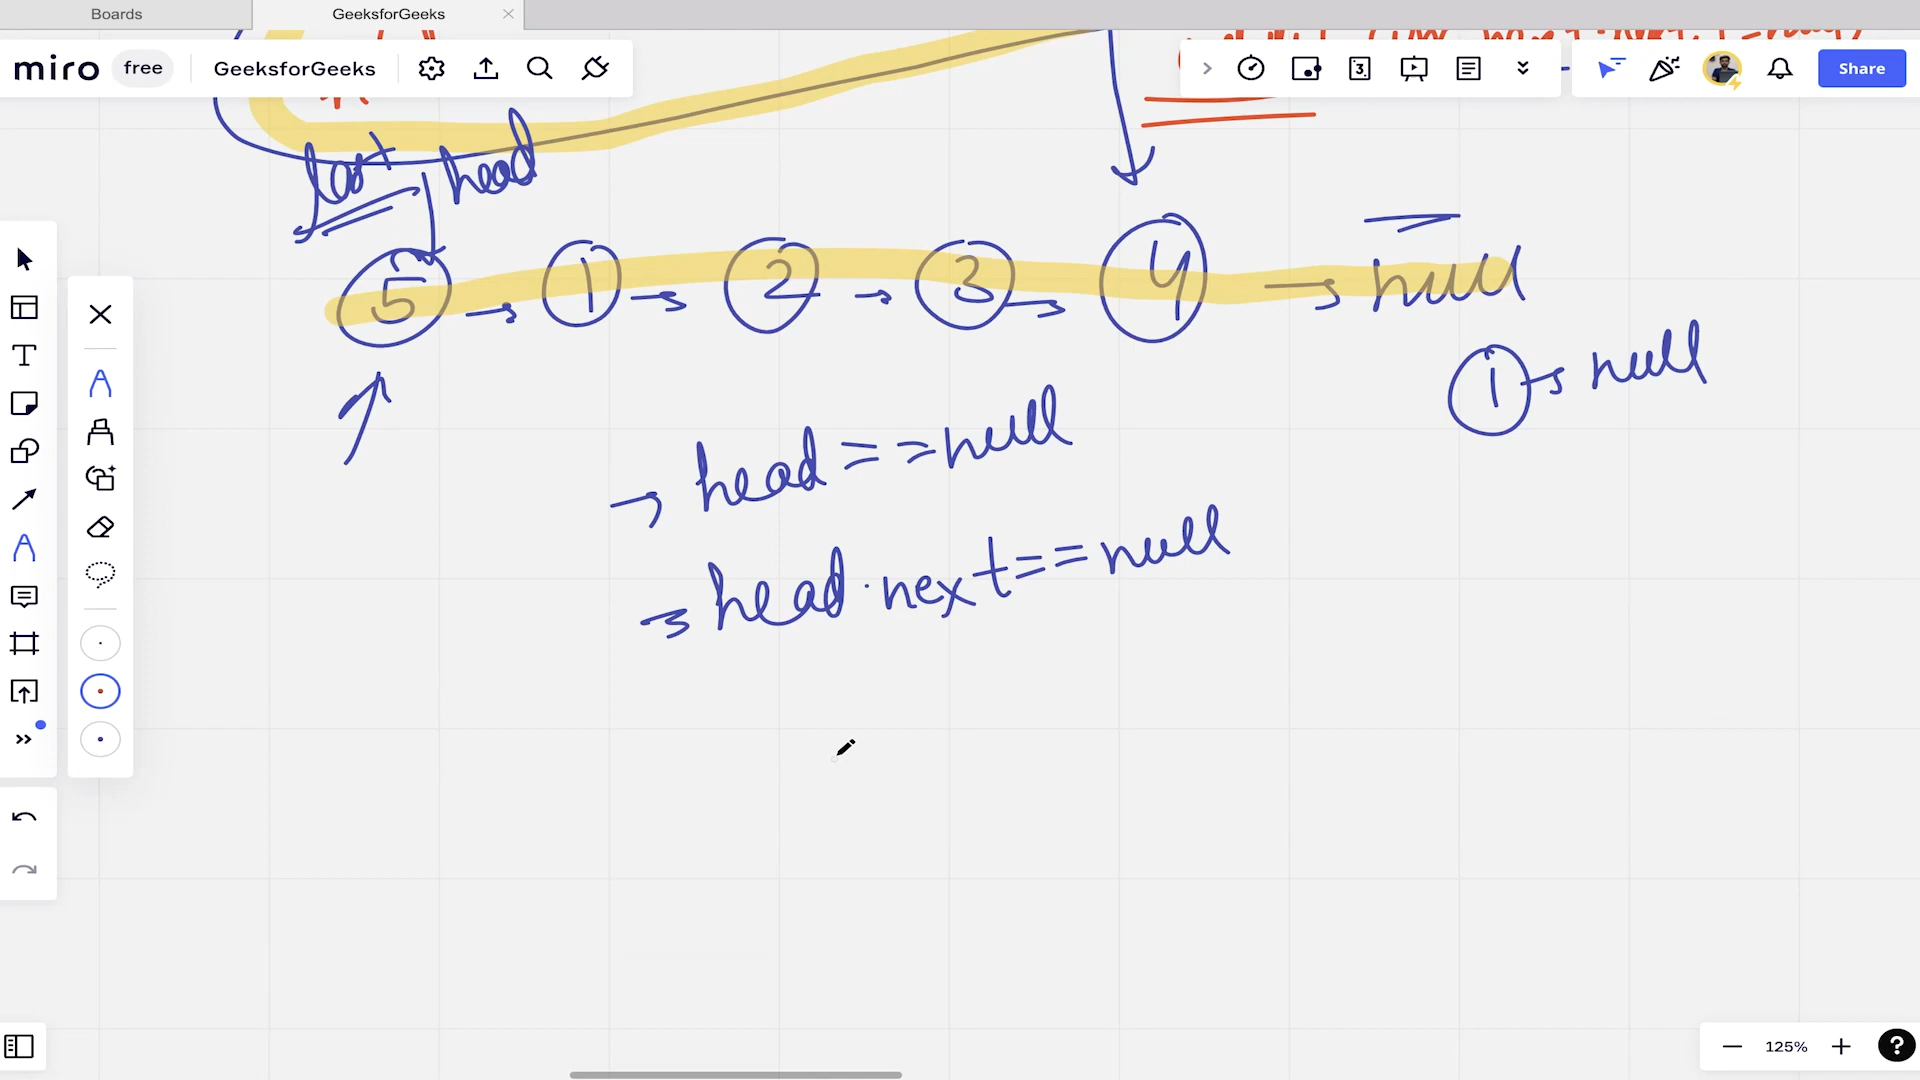 Boards GeeksforGeeks
miro free GeeksforGeeks
Share
last head
5 → 1 → 2 → 3 → 4 → null
1 → null
→ head == null
→ head.next == null
125%